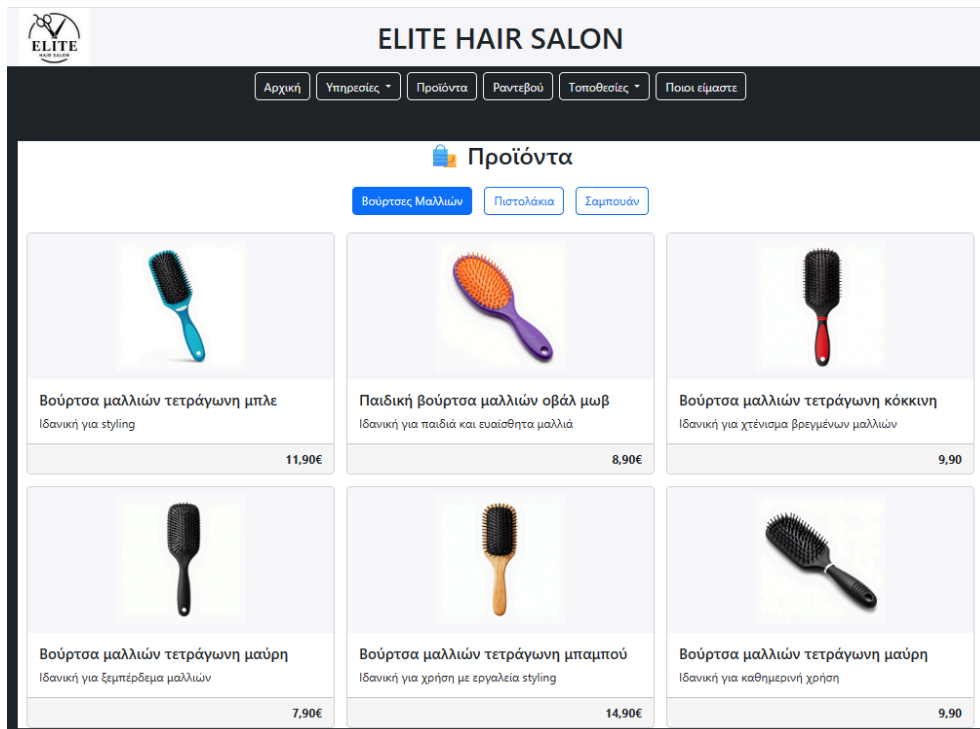 ELITE
HAIR SALON
ELITE HAIR SALON
Αρχική Υπηρεσίες Προϊόντα Ραντεβού Τοποθεσίες Ποιοι είμαστε
Προϊόντα
Βούρτσες Μαλλιών Πιστολάκια Σαμπουάν
Βούρτσα μαλλιών τετράγωνη μπλε
Ιδανική για styling
11,90€
Παιδική βούρτσα μαλλιών οβάλ μωβ
Ιδανική για παιδιά και ευαίσθητα μαλλιά
8,90€
Βούρτσα μαλλιών τετράγωνη κόκκινη
Ιδανική για χτένισμα βρεγμένων μαλλιών
9,90
Βούρτσα μαλλιών τετράγωνη μαύρη
Ιδανική για ξεμπέρδεμα μαλλιών
7,90€
Βούρτσα μαλλιών τετράγωνη μπαμπού
Ιδανική για χρήση με εργαλεία styling
14,90€
Βούρτσα μαλλιών τετράγωνη μαύρη
Ιδανική για καθημερινή χρήση
9,90